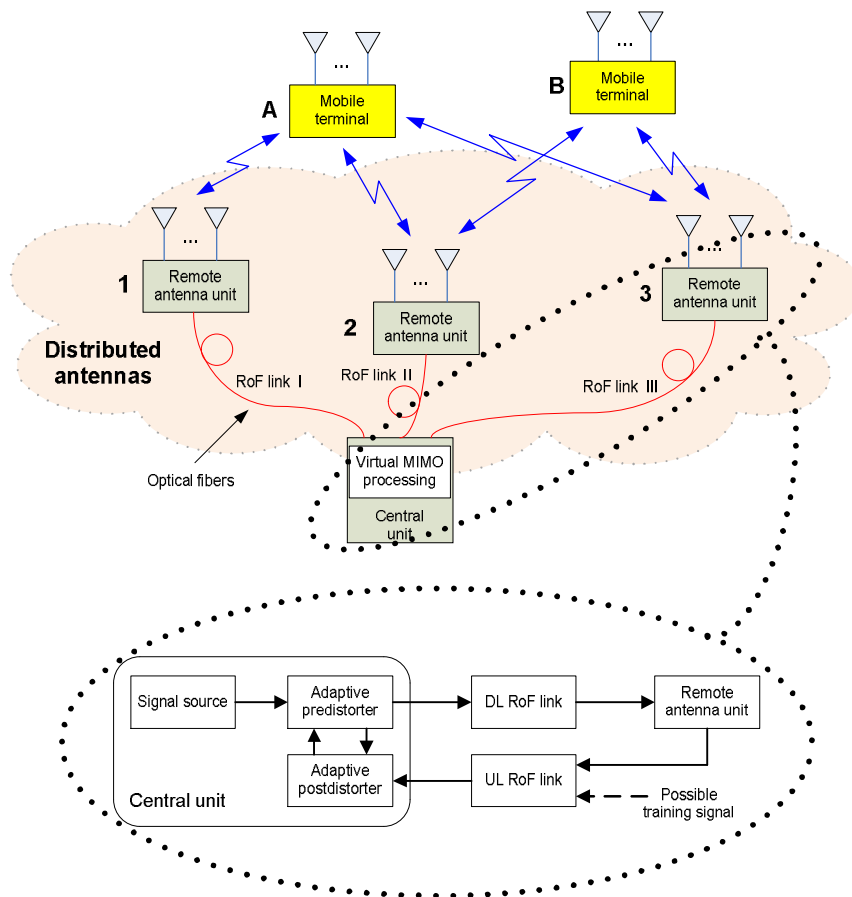 ...
...
B
Mobile
terminal
A
Mobile
terminal
...
...
...
1
Remote
antenna unit
2
Remote
antenna unit
3
Remote
antenna unit
Distributed
antennas
RoF link I
RoF link II
RoF link III
Optical fibers
Virtual MIMO
processing
Central
unit
Signal source
Adaptive
predistorter
DL RoF link
Remote
antenna unit
Adaptive
postdistorter
UL RoF link
Central unit
Possible
training signal